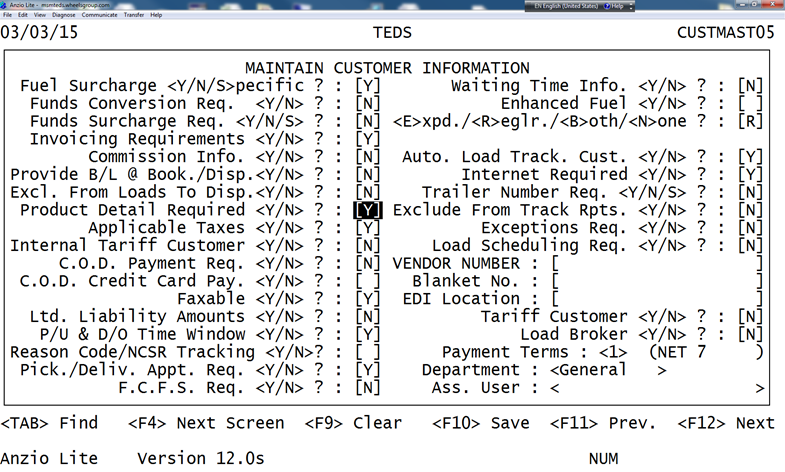 Anzio Lite - msmteds.wheelsgroup.com
EN English (United States) Help
File Edit View Diagnose Communicate Transfer Help
03/03/15 TEDS CUSTMAST05
MAINTAIN CUSTOMER INFORMATION
Fuel Surcharge <Y/N/S>pecific ? : [Y] Waiting Time Info. <Y/N> ? : [N]
Funds Conversion Req. <Y/N> ? : [N] Enhanced Fuel <Y/N> ? : [ ]
Funds Surcharge Req. <Y/N/S> ? : [N] <E>xpd./<R>eglr./<B>oth/<N>one ? : [R]
Invoicing Requirements <Y/N> ? : [Y]
Commission Info. <Y/N> ? : [N] Auto. Load Track. Cust. <Y/N> ? : [Y]
Provide B/L @ Book./Disp.<Y/N> ? : [N] Internet Required <Y/N> ? : [Y]
Excl. From Loads To Disp.<Y/N> ? : [N] Trailer Number Req. <Y/N/S> ? : [N]
Product Detail Required <Y/N> ? : [Y] Exclude From Track Rpts. <Y/N> ? : [N]
Applicable Taxes <Y/N> ? : [Y] Exceptions Req. <Y/N> ? : [N]
Internal Tariff Customer <Y/N> ? : [N] Load Scheduling Req. <Y/N> ? : [N]
C.O.D. Payment Req. <Y/N> ? : [N] VENDOR NUMBER : [ ]
C.O.D. Credit Card Pay. <Y/N> ? : [ ] Blanket No. : [ ]
Faxable <Y/N> ? : [Y] EDI Location : [ ]
Ltd. Liability Amounts <Y/N> ? : [N] Tariff Customer <Y/N> ? : [N]
P/U & D/O Time Window <Y/N> ? : [Y] Load Broker <Y/N> ? : [N]
Reason Code/NCSR Tracking <Y/N>? : [ ] Payment Terms : <1> (NET 7 )
Pick./Deliv. Appt. Req. <Y/N> ? : [Y] Department : <General >
F.C.F.S. Req. <Y/N> ? : [N] Ass. User : < >
<TAB> Find <F4> Next Screen <F9> Clear <F10> Save <F11> Prev. <F12> Next
Anzio Lite Version 12.0s NUM